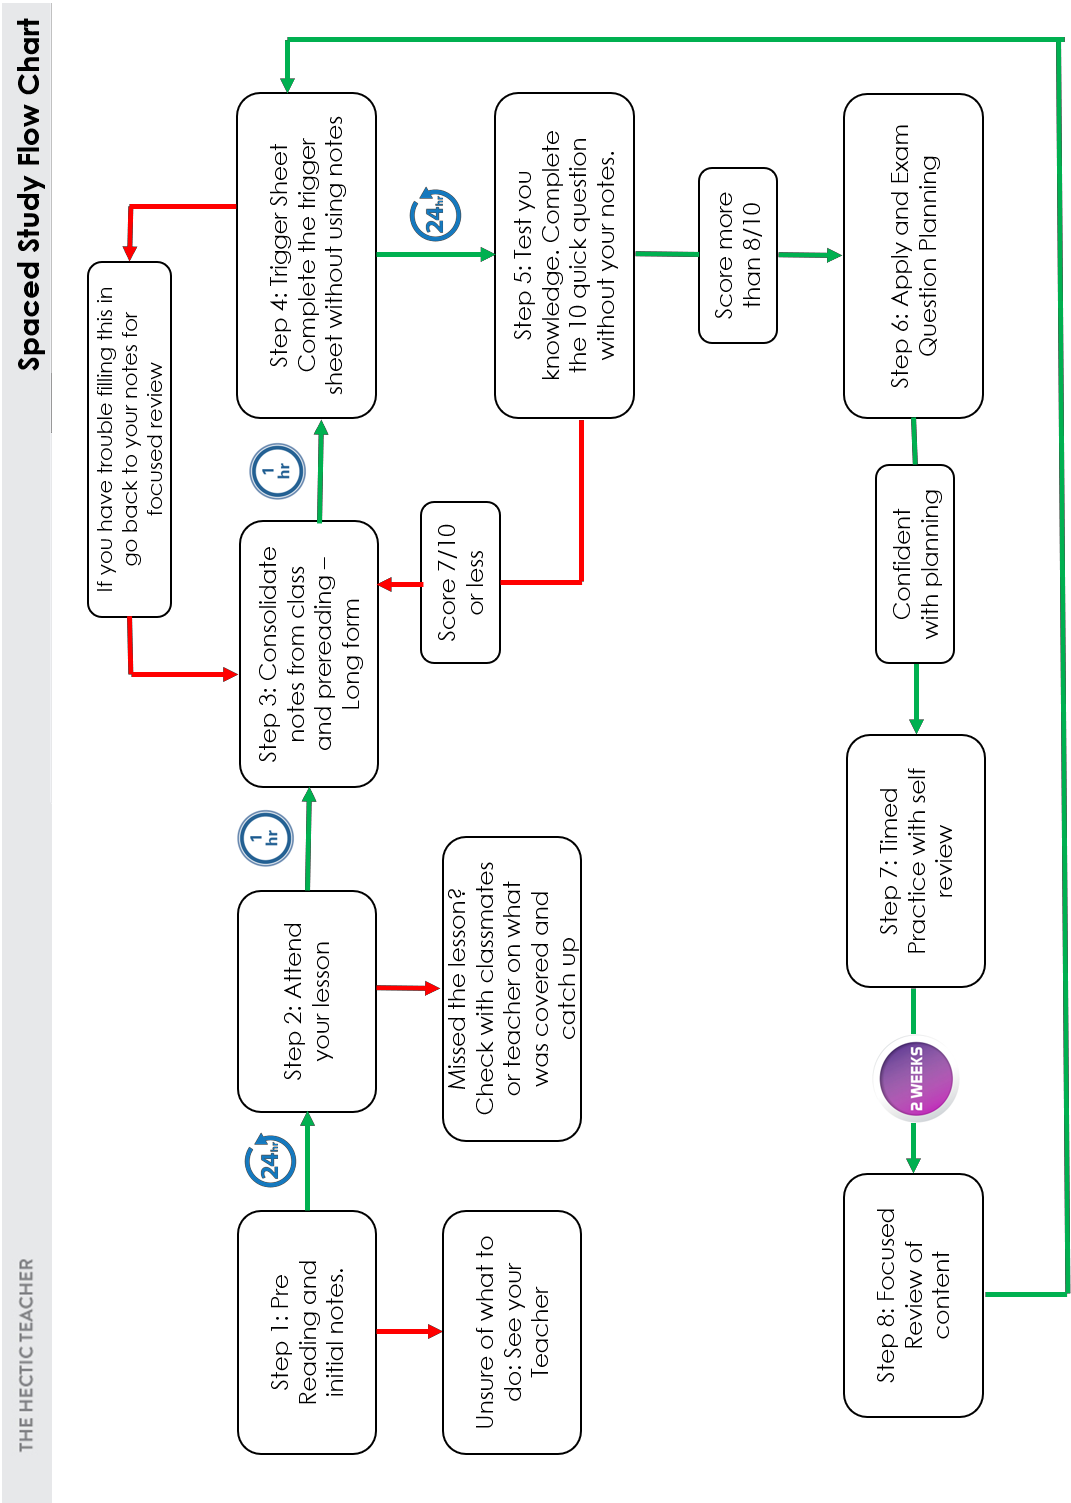 THE HECTIC TEACHER
Spaced Study Flow Chart
If you have trouble filling this in
go back to your notes for
focused review
Step 1: Pre
Reading and
initial notes.
24hr
Step 2: Attend
your lesson
1
hr
Step 3: Consolidate
notes from class
and prereading –
Long form
1
hr
Step 4: Trigger Sheet
Complete the trigger
sheet without using notes
Unsure of what to
do: See your
Teacher
Missed the lesson?
Check with classmates
or teacher on what
was covered and
catch up
Score 7/10
or less
24hr
Step 5: Test you
knowledge. Complete
the 10 quick question
without your notes.
Score more
than 8/10
Step 6: Apply and Exam
Question Planning
Confident
with planning
Step 7: Timed
Practice with self
review
2 WEEKS
Step 8: Focused
Review of
content